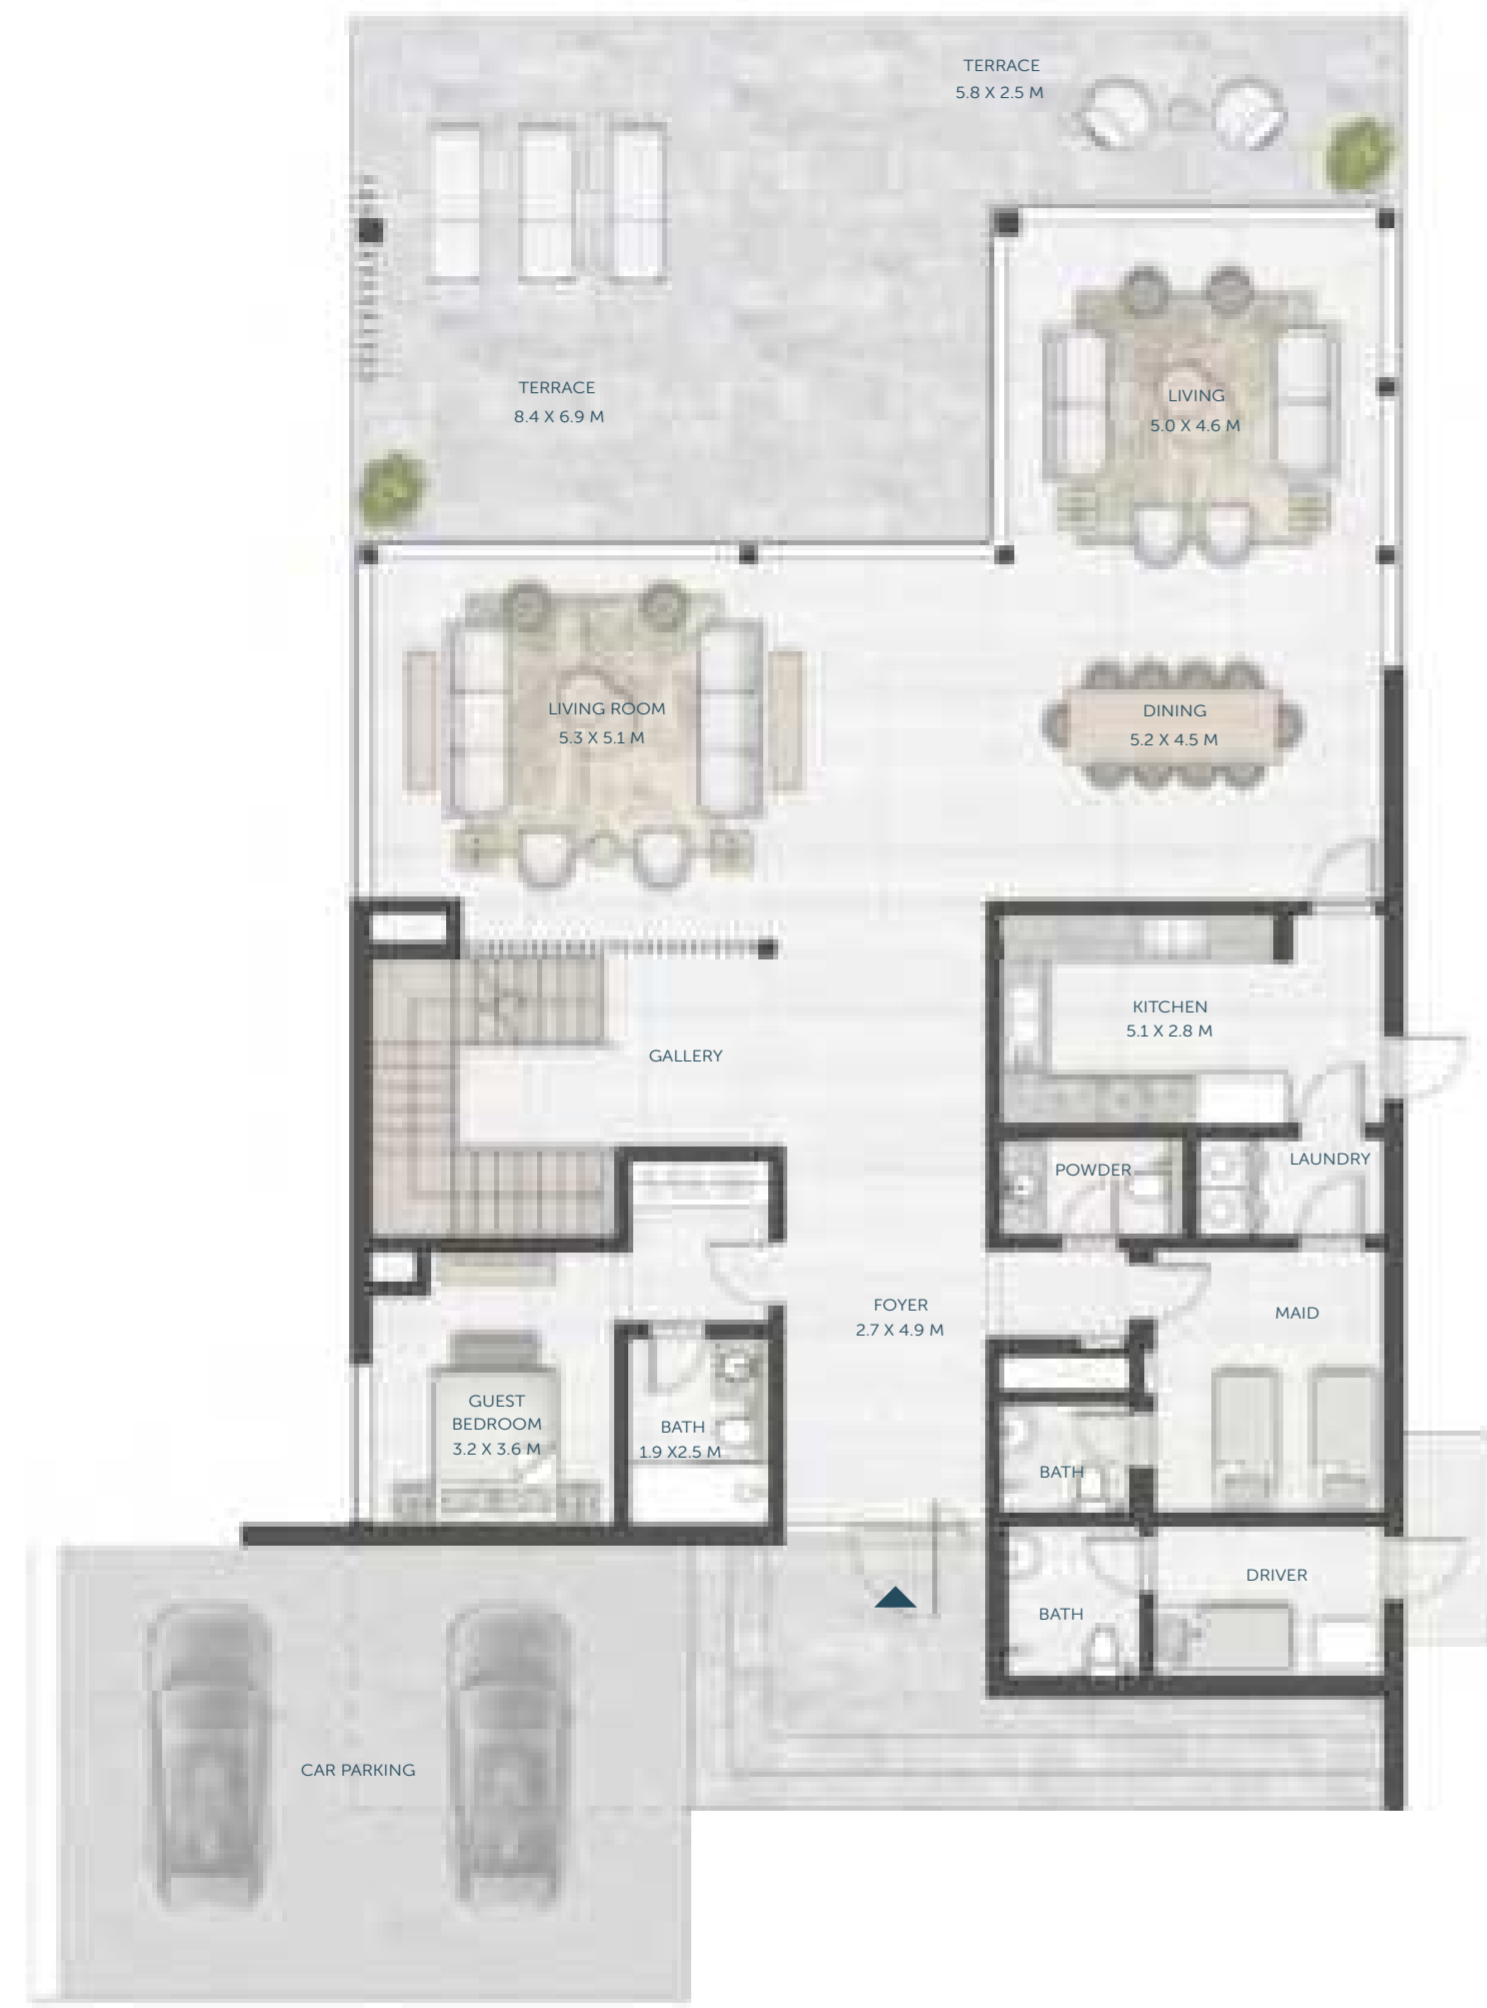 TERRACE
5.8 X 2.5 M
TERRACE
8.4 X 6.9 M
LIVING
5.0 X 4.6 M
LIVING ROOM
5.3 X 5.1 M
DINING
5.2 X 4.5 M
KITCHEN
5.1 X 2.8 M
GALLERY
POWDER
LAUNDRY
FOYER
2.7 X 4.9 M
MAID
GUEST
BEDROOM
3.2 X 3.6 M
BATH
1.9 X2.5 M
BATH
DRIVER
BATH
CAR PARKING